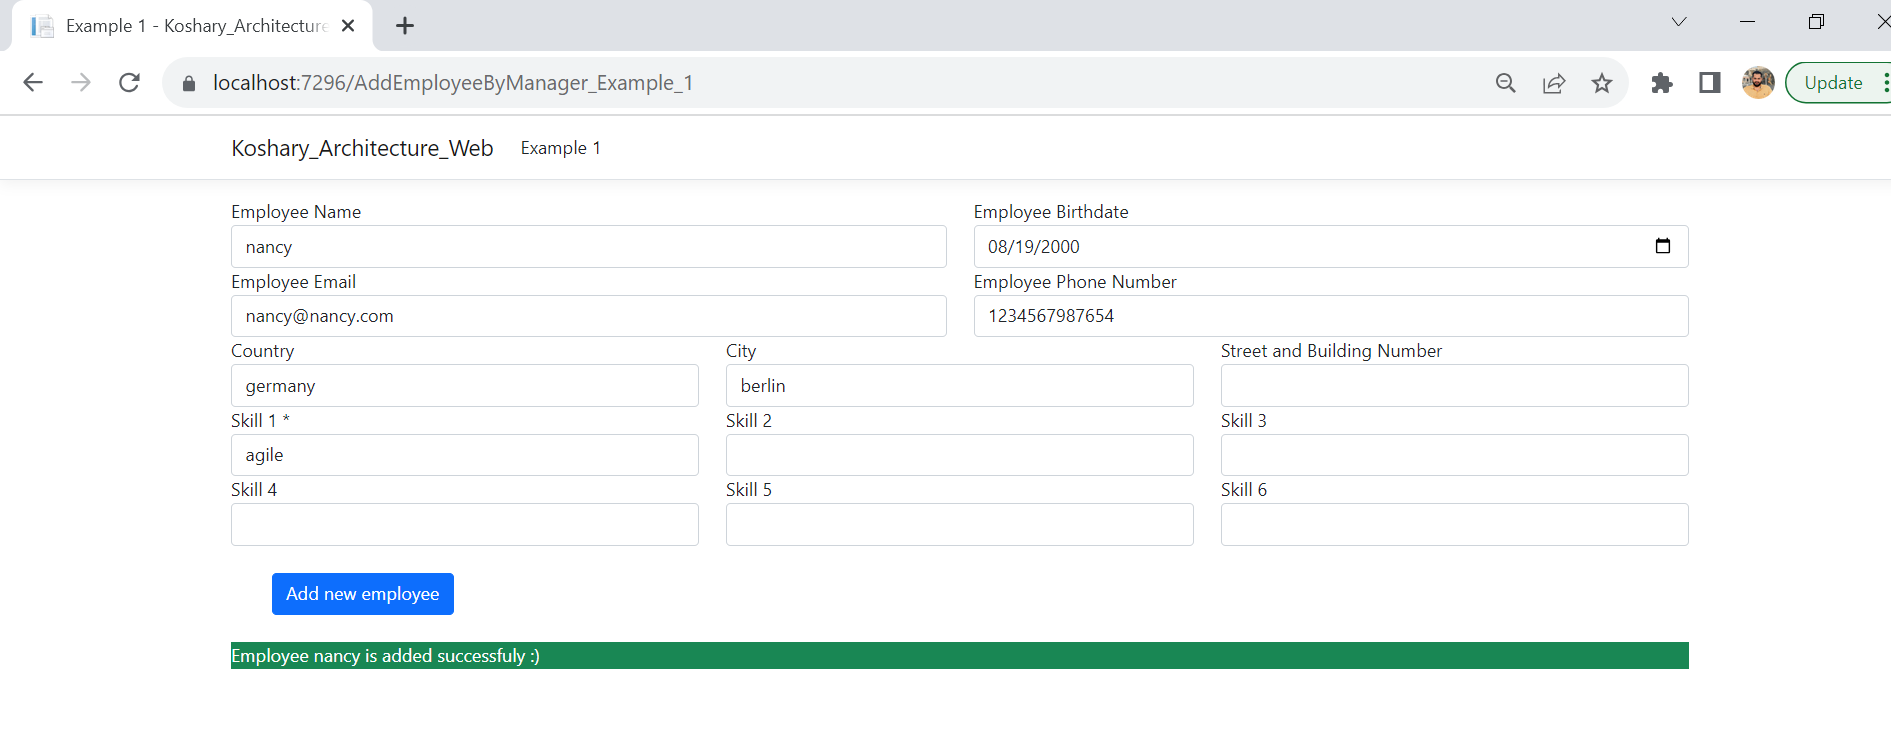 Example 1 - Koshary_Architecture
localhost:7296/AddEmployeeByManager_Example_1
Update
Koshary_Architecture_Web Example 1
Employee Name Employee Birthdate
nancy 08/19/2000
Employee Email Employee Phone Number
nancy@nancy.com 1234567987654
Country City Street and Building Number
germany berlin
Skill 1 * Skill 2 Skill 3
agile
Skill 4 Skill 5 Skill 6
Add new employee
Employee nancy is added successfuly :)